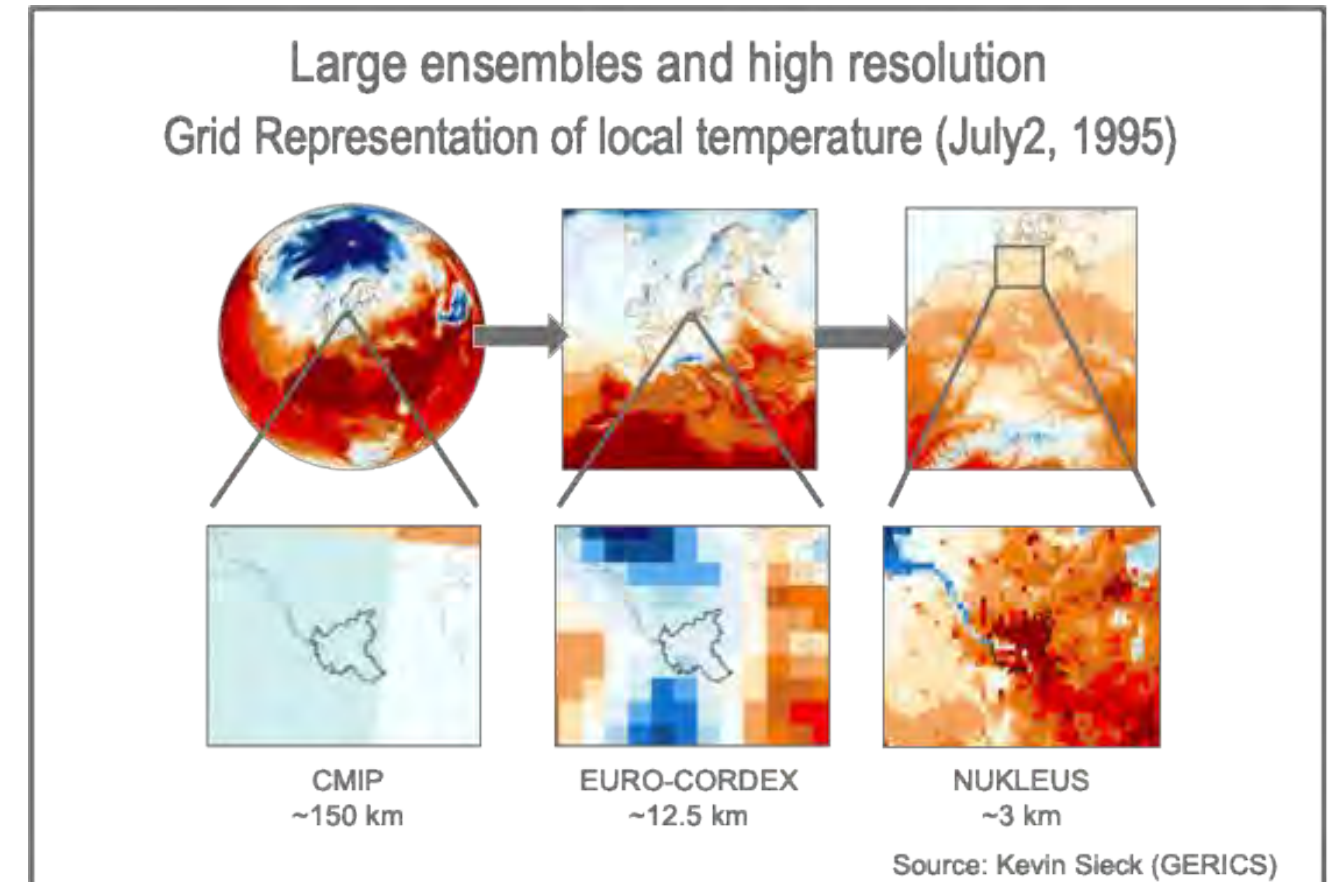 Large ensembles and high resolution
Grid Representation of local temperature (July2, 1995)
CMIP
~150 km
EURO-CORDEX
~12.5 km
NUKLEUS
~3 km
Source: Kevin Sieck (GERICS)